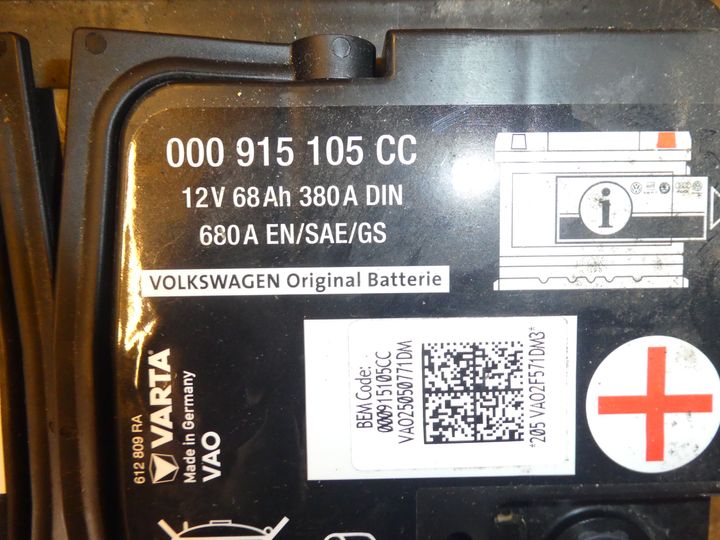 000 915 105 CC
12V 68Ah 380A DIN
680A EN/SAE/GS
VOLKSWAGEN Original Batterie
i
BEM Code:
000915105CC
VA025050771DM
*205 VA02F571DM3*
612 809 RA
VARTA
Made in Germany
VAO